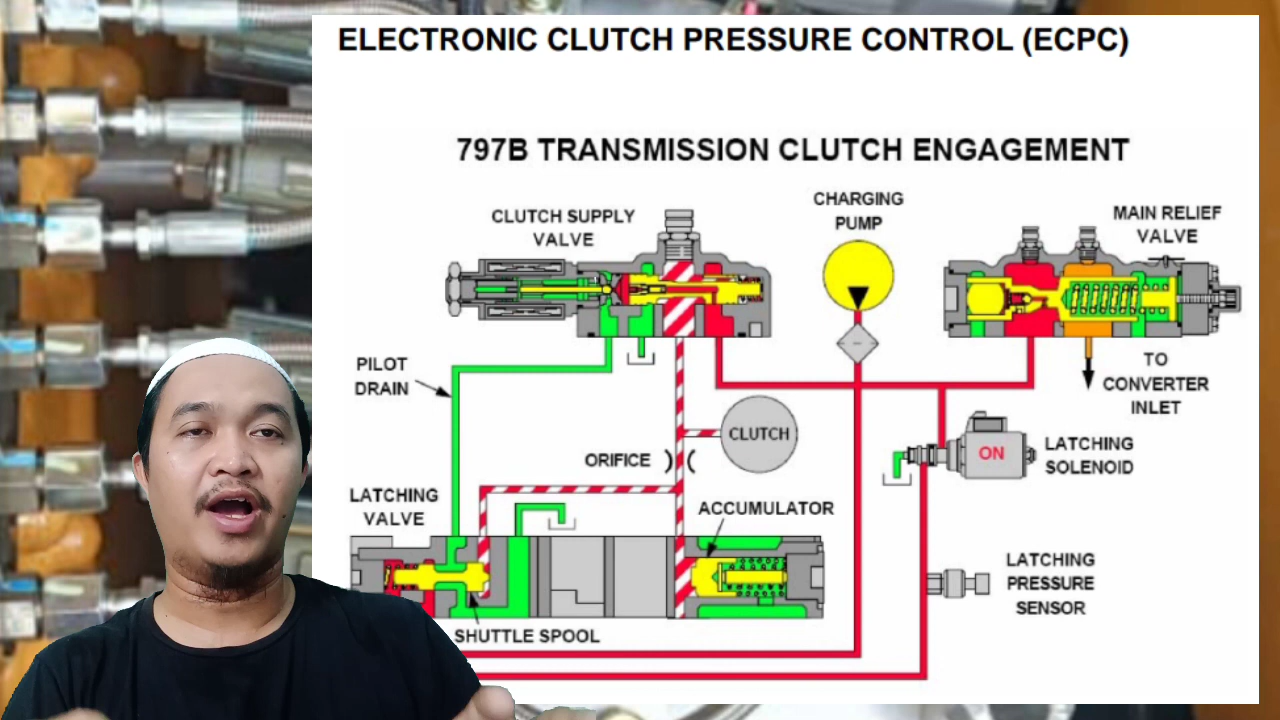 ELECTRONIC CLUTCH PRESSURE CONTROL (ECPC)
797B TRANSMISSION CLUTCH ENGAGEMENT
CLUTCH SUPPLY
VALVE
CHARGING
PUMP
MAIN RELIEF
VALVE
PILOT
DRAIN
TO
CONVERTER
INLET
CLUTCH
ORIFICE
ON
LATCHING
SOLENOID
LATCHING
VALVE
ACCUMULATOR
LATCHING
PRESSURE
SENSOR
SHUTTLE SPOOL